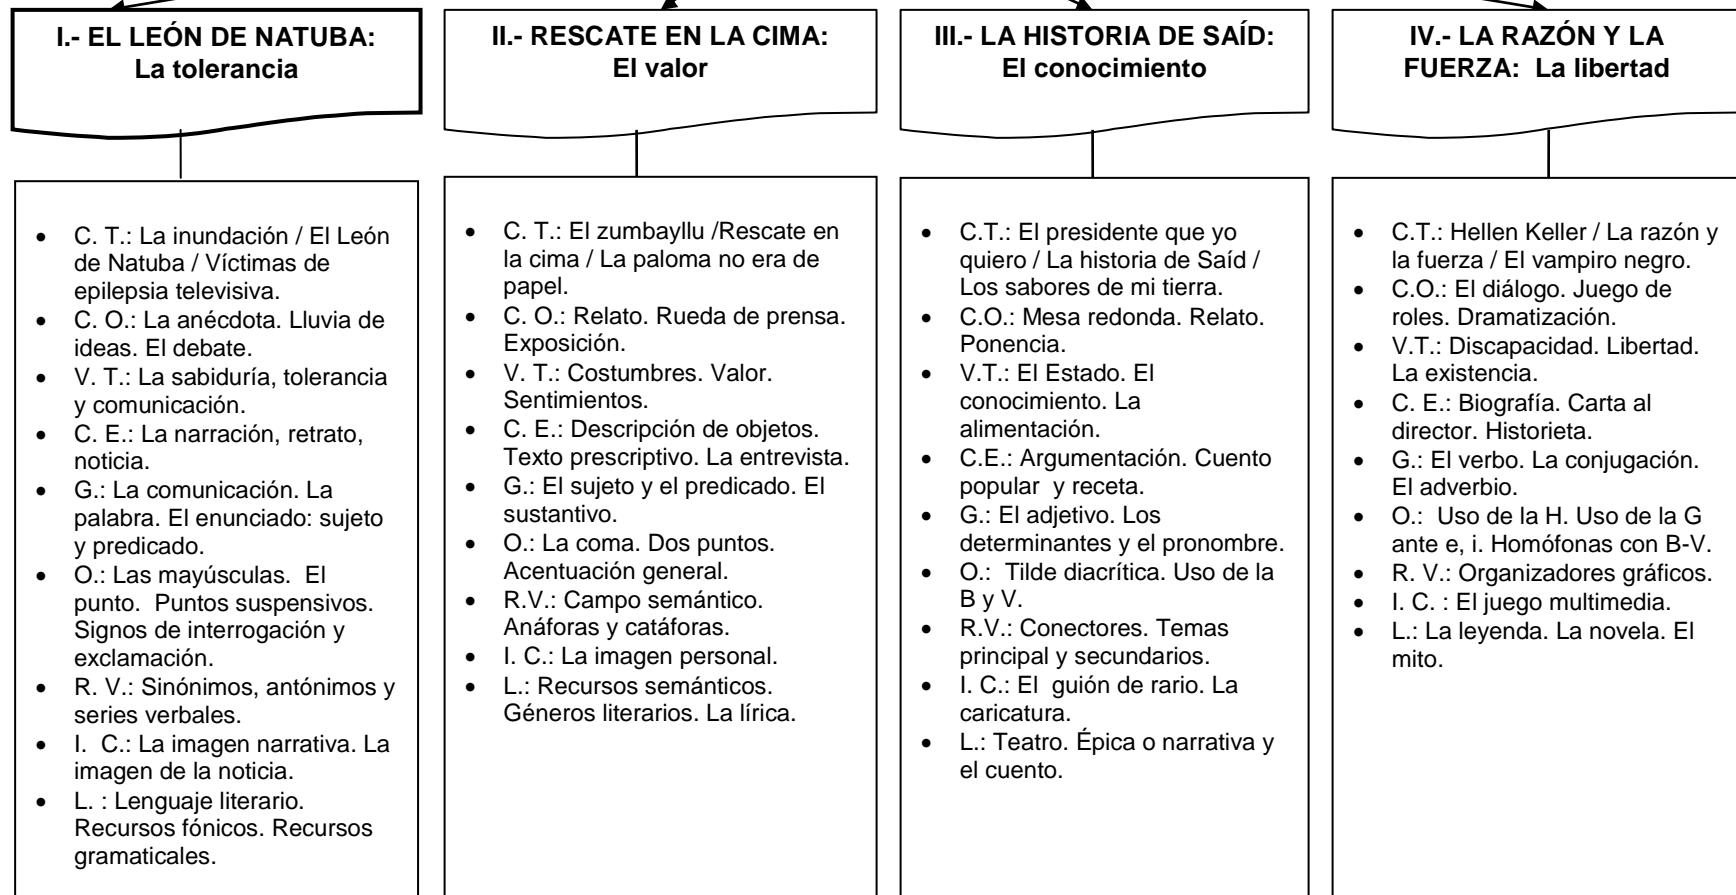 I.- EL LEÓN DE NATUBA:
La tolerancia
• C. T.: La inundación / El León
de Natuba / Víctimas de
epilepsia televisiva.
• C. O.: La anécdota. Lluvia de
ideas. El debate.
• V. T.: La sabiduría, tolerancia
y comunicación.
• C. E.: La narración, retrato,
noticia.
• G.: La comunicación. La
palabra. El enunciado: sujeto
y predicado.
• O.: Las mayúsculas. El
punto. Puntos suspensivos.
Signos de interrogación y
exclamación.
• R. V.: Sinónimos, antónimos y
series verbales.
• I. C.: La imagen narrativa. La
imagen de la noticia.
• L. : Lenguaje literario.
Recursos fónicos. Recursos
gramaticales.
II.- RESCATE EN LA CIMA:
El valor
• C. T.: El zumbayllu /Rescate en
la cima / La paloma no era de
papel.
• C. O.: Relato. Rueda de prensa.
Exposición.
• V. T.: Costumbres. Valor.
Sentimientos.
• C. E.: Descripción de objetos.
Texto prescriptivo. La entrevista.
• G.: El sujeto y el predicado. El
sustantivo.
• O.: La coma. Dos puntos.
Acentuación general.
• R.V.: Campo semántico.
Anáforas y catáforas.
• I. C.: La imagen personal.
• L.: Recursos semánticos.
Géneros literarios. La lírica.
III.- LA HISTORIA DE SAÍD:
El conocimiento
• C.T.: El presidente que yo
quiero / La historia de Saíd /
Los sabores de mi tierra.
• C.O.: Mesa redonda. Relato.
Ponencia.
• V.T.: El Estado. El
conocimiento. La
alimentación.
• C.E.: Argumentación. Cuento
popular y receta.
• G.: El adjetivo. Los
determinantes y el pronombre.
• O.: Tilde diacrítica. Uso de la
B y V.
• R.V.: Conectores. Temas
principal y secundarios.
• I. C.: El guión de rario. La
caricatura.
• L.: Teatro. Épica o narrativa y
el cuento.
IV.- LA RAZÓN Y LA
FUERZA: La libertad
• C.T.: Hellen Keller / La razón y
la fuerza / El vampiro negro.
• C.O.: El diálogo. Juego de
roles. Dramatización.
• V.T.: Discapacidad. Libertad.
La existencia.
• C. E.: Biografía. Carta al
director. Historieta.
• G.: El verbo. La conjugación.
El adverbio.
• O.: Uso de la H. Uso de la G
ante e, i. Homófonas con B-V.
• R. V.: Organizadores gráficos.
• I. C. : El juego multimedia.
• L.: La leyenda. La novela. El
mito.